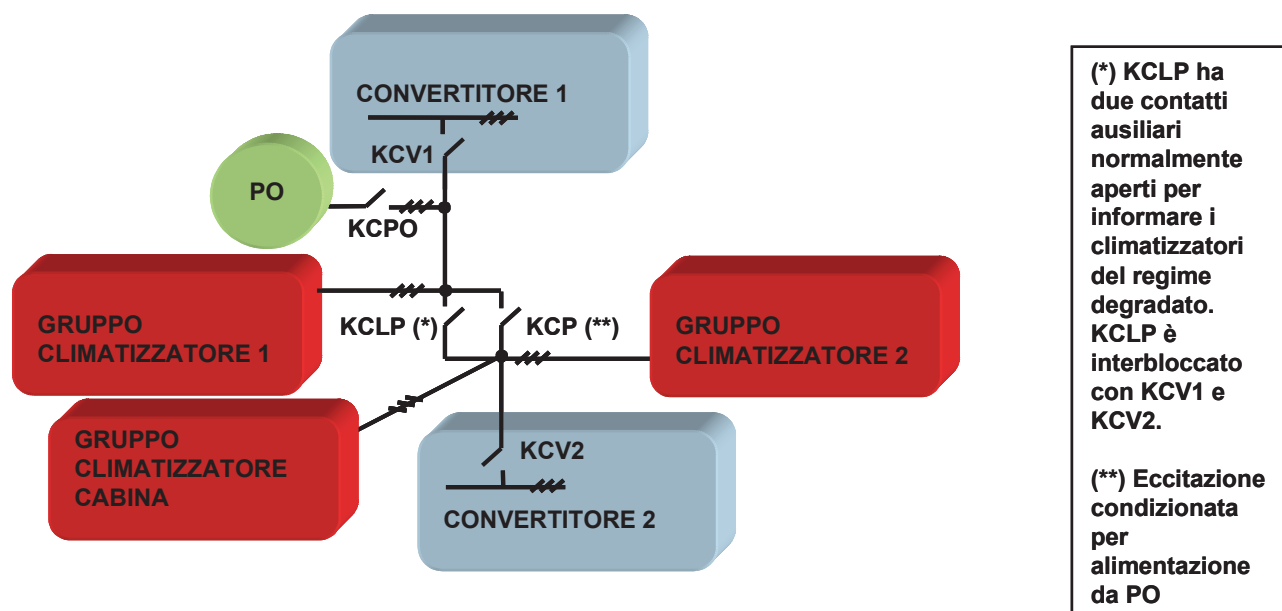 CONVERTITORE 1
KCV1
PO
KCPO
GRUPPO
CLIMATIZZATORE 1
KCLP (*)
KCP (**)
GRUPPO
CLIMATIZZATORE 2
GRUPPO
CLIMATIZZATORE
CABINA
KCV2
CONVERTITORE 2
(*) KCLP ha
due contatti
ausiliari
normalmente
aperti per
informare i
climatizzatori
del regime
degradato.
KCLP è
interbloccato
con KCV1 e
KCV2.
(**) Eccitazione
condizionata
per
alimentazione
da PO